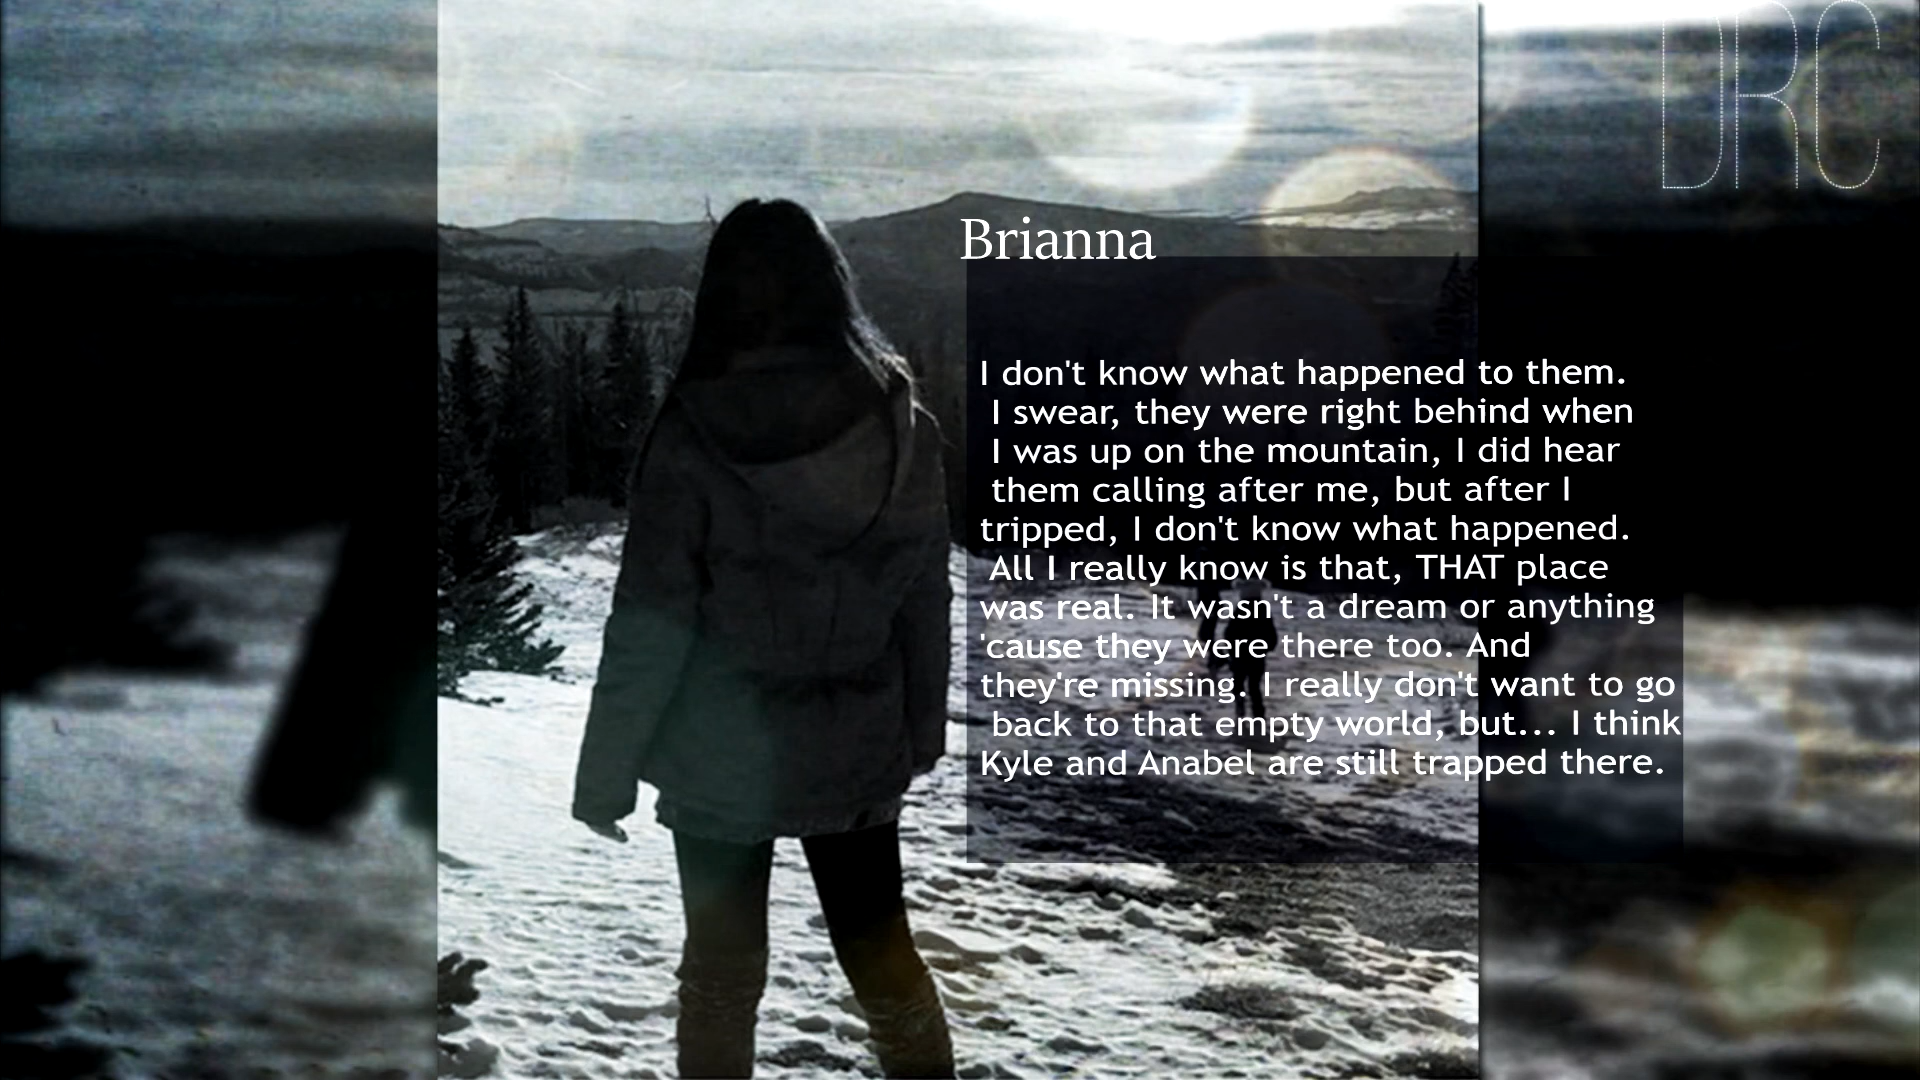 DRC
Brianna
I don't know what happened to them.
I swear, they were right behind when
I was up on the mountain, I did hear
them calling after me, but after I
tripped, I don't know what happened.
All I really know is that, THAT place
was real. It wasn't a dream or anything
'cause they were there too. And
they're missing. I really don't want to go
back to that empty world, but... I think
Kyle and Anabel are still trapped there.